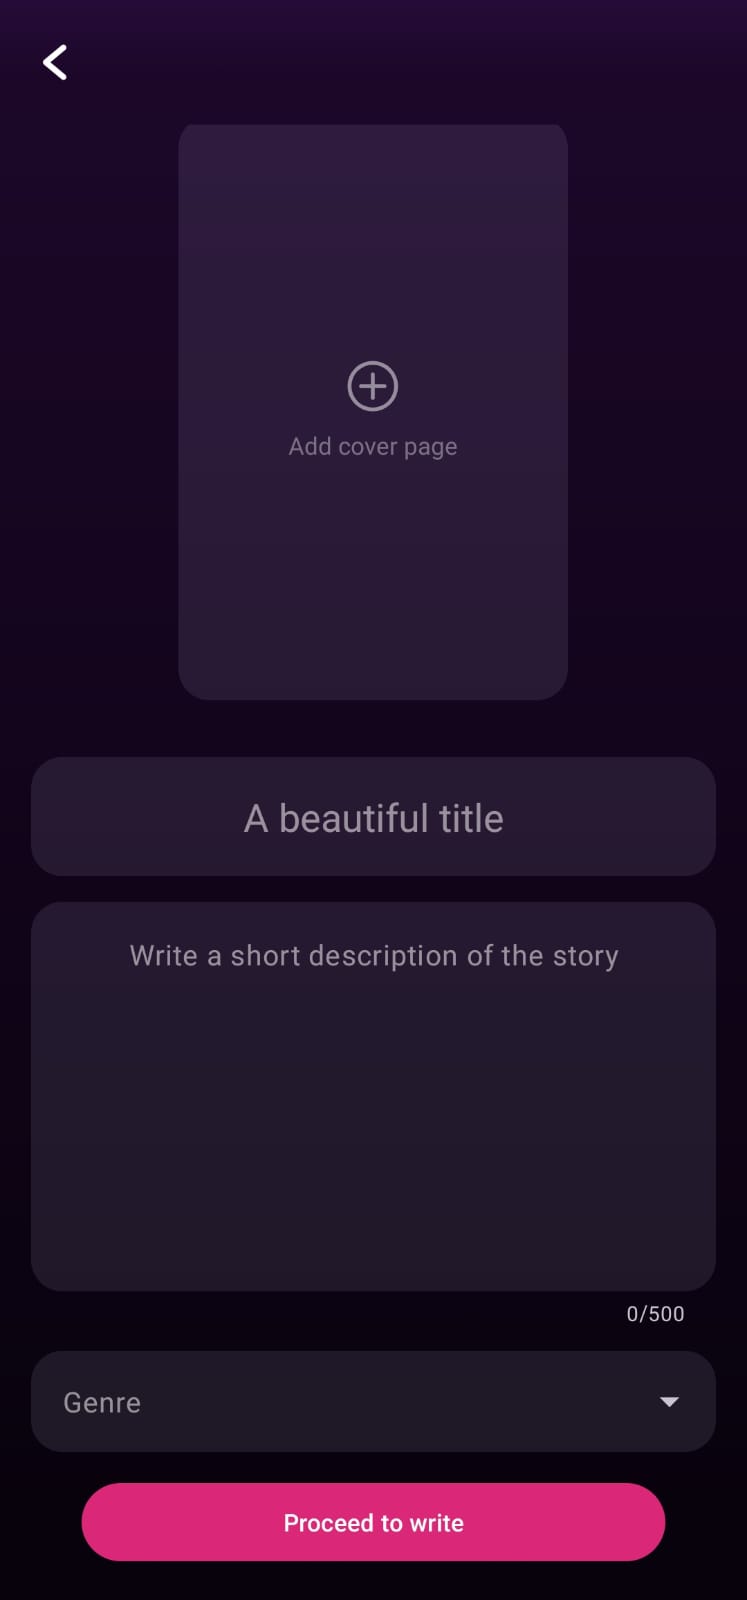 Add cover page
A beautiful title
Write a short description of the story
0/500
Genre
Proceed to write